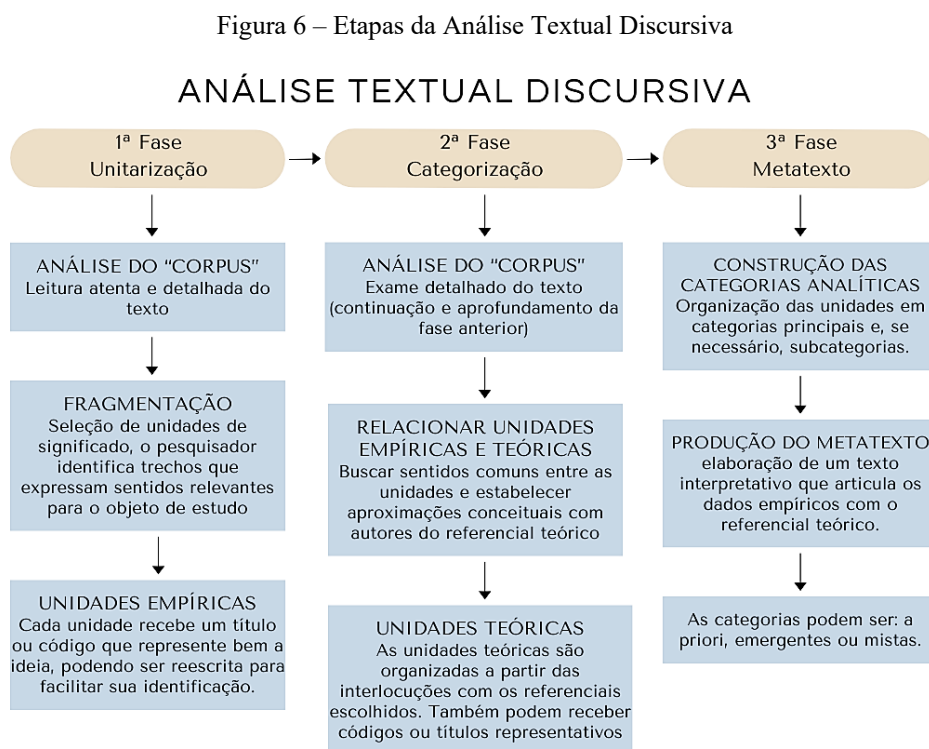 Figura 6 – Etapas da Análise Textual Discursiva
ANÁLISE TEXTUAL DISCURSIVA
1ª Fase
Unitarização
2ª Fase
Categorização
3ª Fase
Metatexto
ANÁLISE DO “CORPUS”
Leitura atenta e detalhada do
texto
FRAGMENTAÇÃO
Seleção de unidades de
significado, o pesquisador
identifica trechos que
expressam sentidos relevantes
para o objeto de estudo
UNIDADES EMPÍRICAS
Cada unidade recebe um título
ou código que represente bem a
ideia, podendo ser reescrita para
facilitar sua identificação.
ANÁLISE DO “CORPUS”
Exame detalhado do texto
(continuação e aprofundamento da
fase anterior)
RELACIONAR UNIDADES
EMPÍRICAS E TEÓRICAS
Buscar sentidos comuns entre as
unidades e estabelecer
aproximações conceituais com
autores do referencial teórico
UNIDADES TEÓRICAS
As unidades teóricas são
organizadas a partir das
interlocuções com os referenciais
escolhidos. Também podem receber
códigos ou títulos representativos
CONSTRUÇÃO DAS
CATEGORIAS ANALÍTICAS
Organização das unidades em
categorias principais e, se
necessário, subcategorias.
PRODUÇÃO DO METATEXTO
elaboração de um texto
interpretativo que articula os
dados empíricos com o
referencial teórico.
As categorias podem ser: a
priori, emergentes ou mistas.